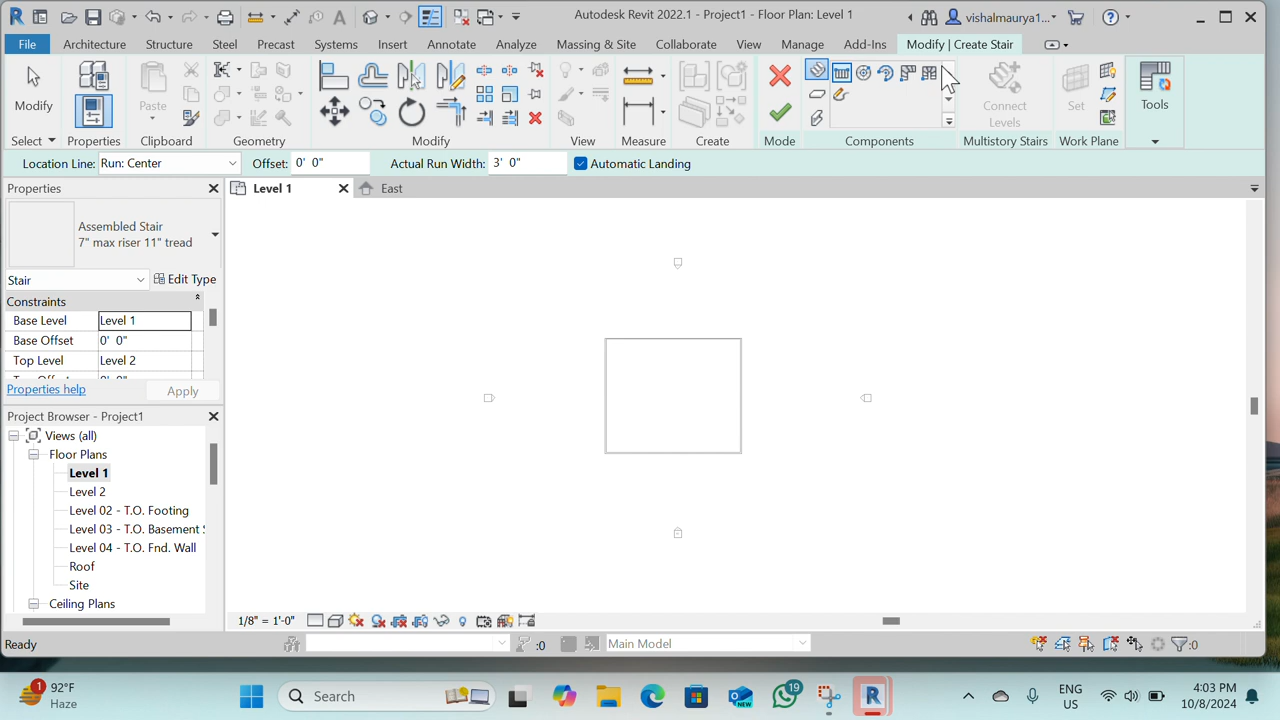 Autodesk Revit 2022.1 - Project1 - Floor Plan: Level 1
vishalmaurya1...
File Architecture Structure Steel Precast Systems Insert Annotate Analyze Massing & Site Collaborate View Manage Add-Ins Modify | Create Stair
Modify Paste Connect Levels Set Tools
Select Properties Clipboard Geometry Modify View Measure Create Mode Components Multistory Stairs Work Plane
Location Line: Run: Center Offset: 0' 0" Actual Run Width: 3' 0" Automatic Landing
Properties
Level 1 East
Assembled Stair
7" max riser 11" tread
Stair Edit Type
Constraints
Base Level Level 1
Base Offset 0' 0"
Top Level Level 2
Properties help Apply
Project Browser - Project1
Views (all)
Floor Plans
Level 1
Level 2
Level 02 - T.O. Footing
Level 03 - T.O. Basement
Level 04 - T.O. Fnd. Wall
Roof
Site
Ceiling Plans
1/8" = 1'-0"
Ready :0 Main Model :0
1
92°F
Haze
Search
NEW
19
ENG
US
4:03 PM
10/8/2024